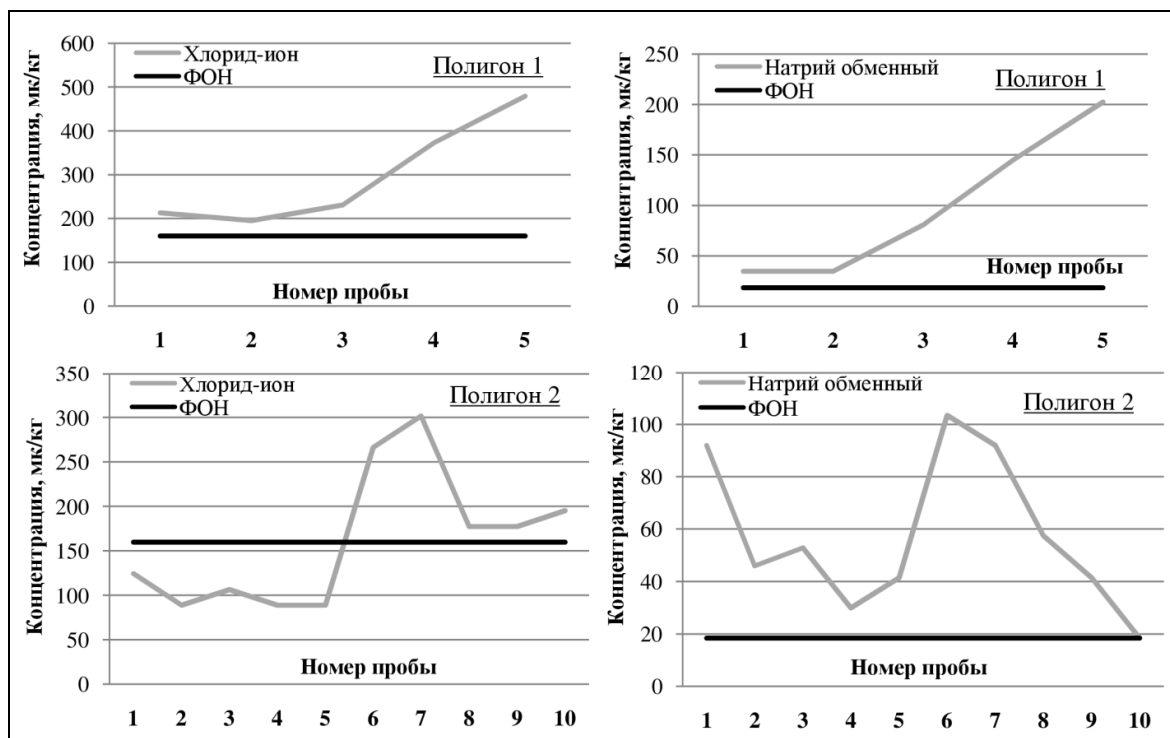 Концентрация, мк/кг
600
500
400
300
200
100
0
Хлорид-ион
ФОН
Полигон 1
Номер пробы
1 2 3 4 5
Концентрация, мк/кг
250
200
150
100
50
0
Натрий обменный
ФОН
Полигон 1
Номер пробы
1 2 3 4 5
Концентрация, мк/кг
350
300
250
200
150
100
50
0
Хлорид-ион
ФОН
Полигон 2
Номер пробы
1 2 3 4 5 6 7 8 9 10
Концентрация, мк/кг
120
100
80
60
40
20
0
Натрий обменный
ФОН
Полигон 2
Номер пробы
1 2 3 4 5 6 7 8 9 10